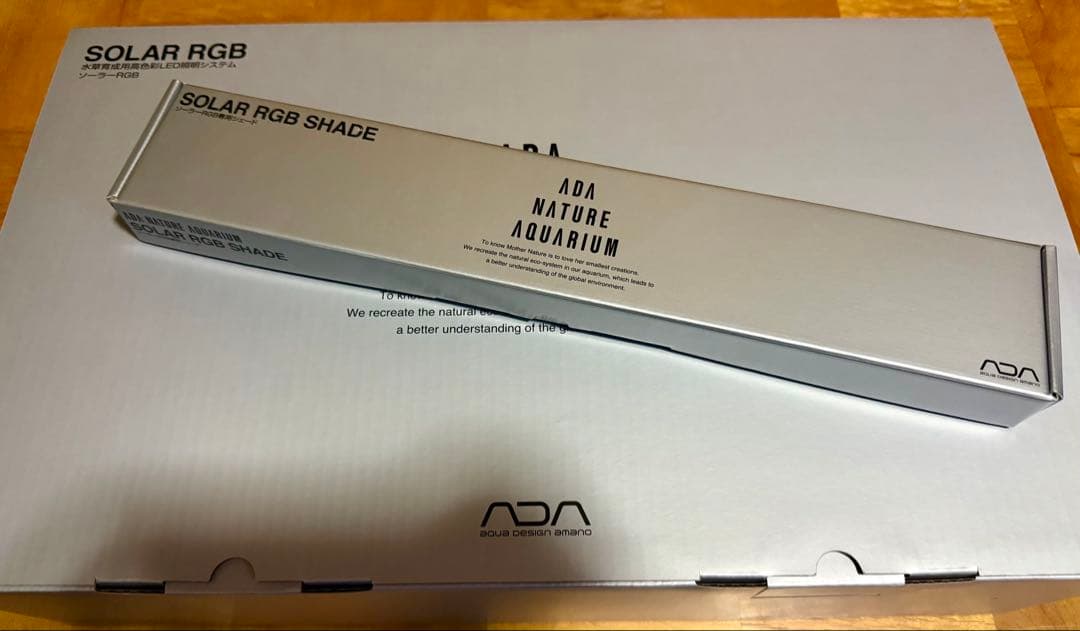 SOLAR RGB
水草育成用高色彩LED照明システム
ソーラーRGB
SOLAR RGB SHADE
ソーラーRGB専用シェード
ADA
ADA
NATURE
AQUARIUM
To know Mother Nature is to love her smallest creations.
We recreate the natural eco-system in our aquarium, which leads to
a better understanding of the global environment.
ADA NATURE AQUARIUM
SOLAR RGB SHADE
To
We recreate the natural
a better understanding of the
ADA
AQUA DESIGN AMANO
ADA
AQUA DESIGN AMANO